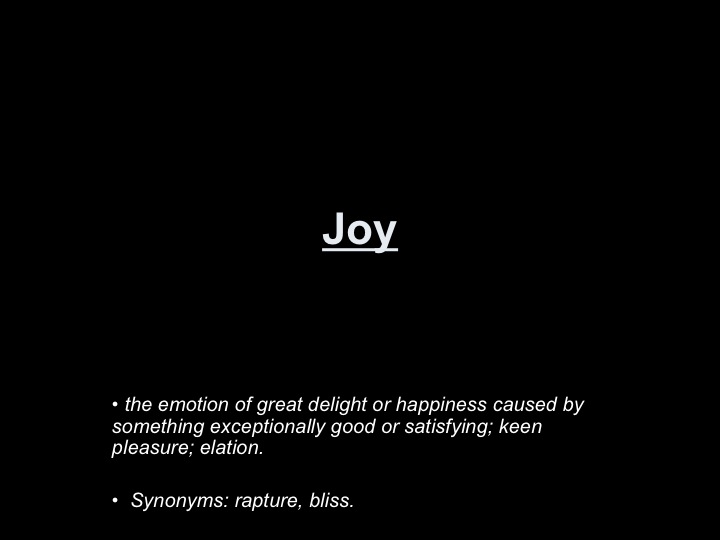 Joy
• the emotion of great delight or happiness caused by
something exceptionally good or satisfying; keen
pleasure; elation.
• Synonyms: rapture, bliss.